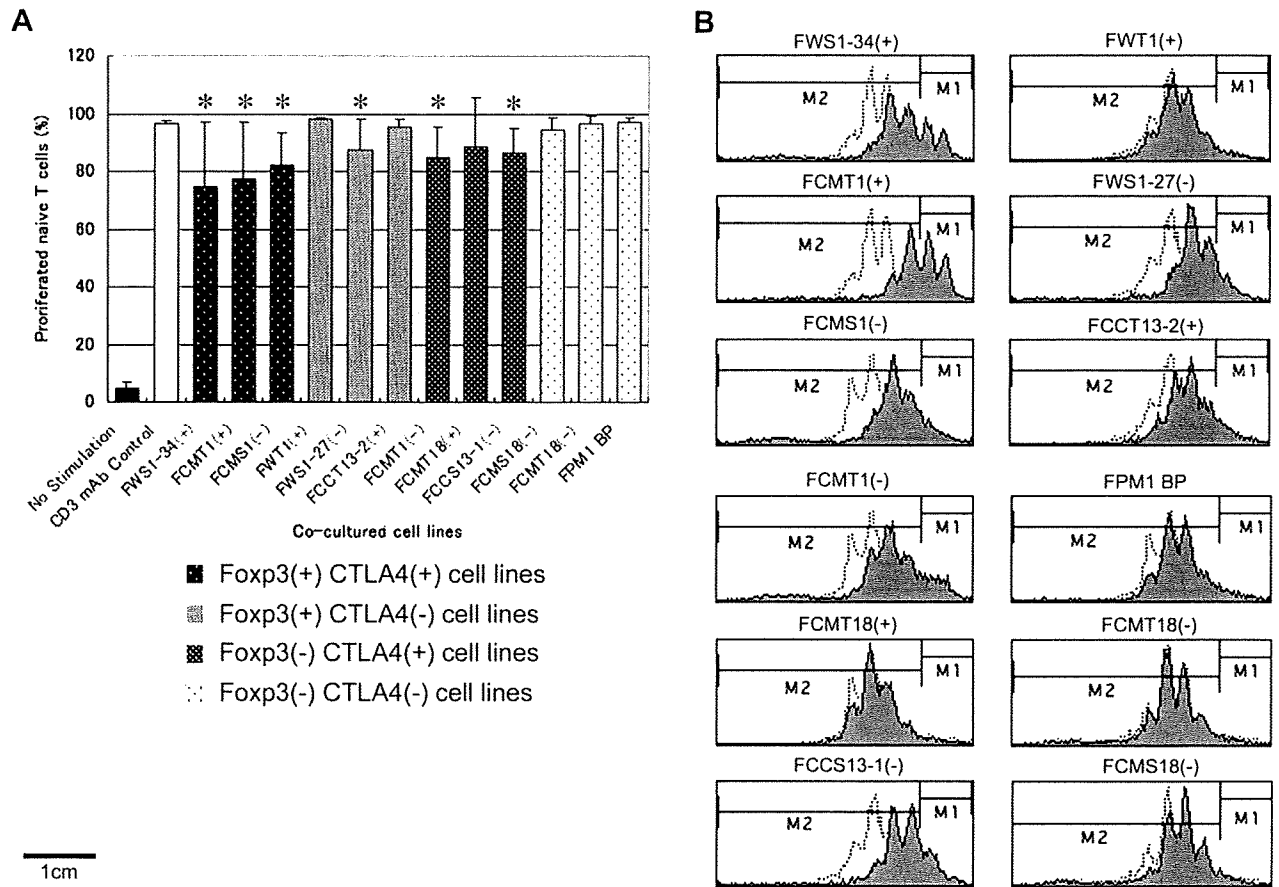 A
120
100
80
60
40
20
0
Proriferated naive T cells (%)
* * * * * *
No Stimulation
CD3 mAb Control
FWS1-34(+)
FCMT1(+)
FCMS1(-)
FWT1(+)
FWS1-27(-)
FCCT13-2(+)
FCMT1(-)
FCMT18(+)
FCCS13-1(-)
FCMS18(-)
FCMT18(-)
FPM1 BP
Co-cultured cell lines
Foxp3(+) CTLA4(+) cell lines
Foxp3(+) CTLA4(-) cell lines
Foxp3(-) CTLA4(+) cell lines
Foxp3(-) CTLA4(-) cell lines
1cm
B
FWS1-34(+)
M2
M1
FWT1(+)
M2
M1
FCMT1(+)
M2
M1
FWS1-27(-)
M2
M1
FCMS1(-)
M2
M1
FCCT13-2(+)
M2
M1
FCMT1(-)
M2
M1
FPM1 BP
M2
M1
FCMT18(+)
M2
M1
FCMT18(-)
M2
M1
FCCS13-1(-)
M2
M1
FCMS18(-)
M2
M1